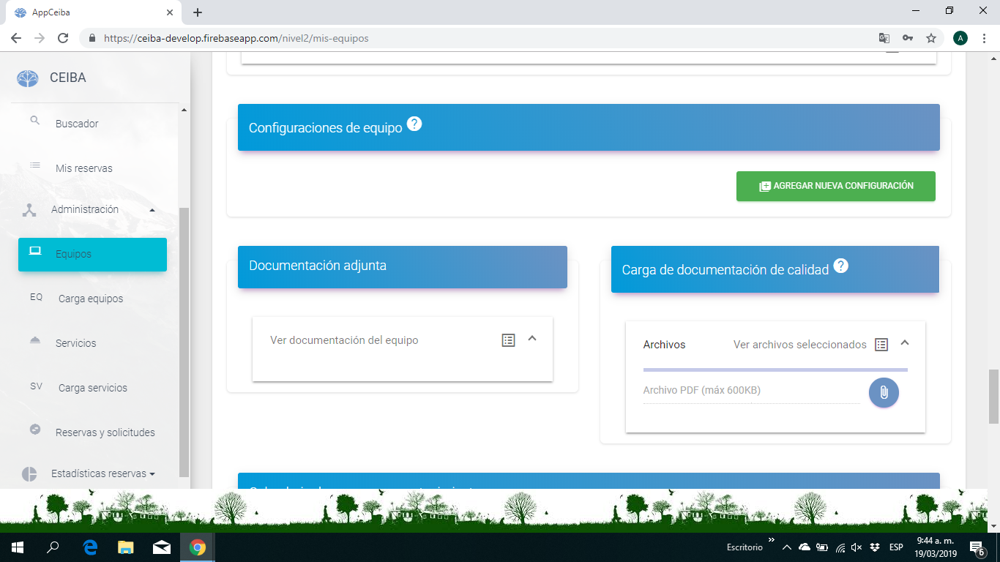 AppCeiba
https://ceiba-develop.firebaseapp.com/nivel2/mis-equipos
A
CEIBA
Buscador
Mis reservas
Administración
Equipos
EQ Carga equipos
Servicios
SV Carga servicios
Reservas y solicitudes
Estadísticas reservas
Configuraciones de equipo ?
AGREGAR NUEVA CONFIGURACIÓN
Documentación adjunta
Ver documentación del equipo
Carga de documentación de calidad ?
Archivos Ver archivos seleccionados
Archivo PDF (máx 600KB)
Escritorio
ESP
9:44 a. m.
19/03/2019
6